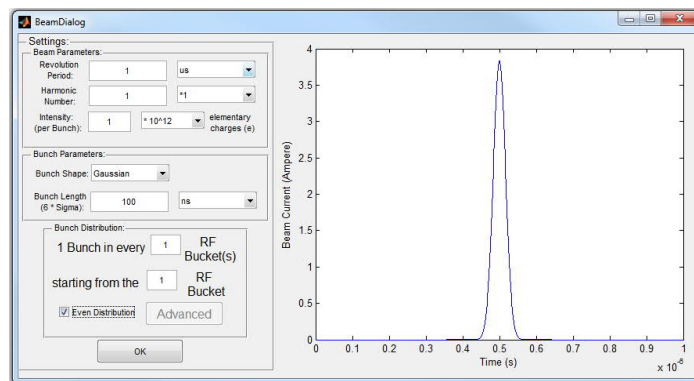 BeamDialog
Settings:
Beam Parameters:
Revolution
Period:
1
us
Harmonic
Number:
1
*1
Intensity:
(per Bunch):
1
* 10^12
elementary
charges (e)
Bunch Parameters:
Bunch Shape:
Gaussian
Bunch Length
(6 * Sigma):
100
ns
Bunch Distribution:
1 Bunch in every 1 RF
Bucket(s)
starting from the 1 RF
Bucket
Even Distribution
Advanced
OK
Beam Current (Ampere)
4
3.5
3
2.5
2
1.5
1
0.5
0
0 0.1 0.2 0.3 0.4 0.5 0.6 0.7 0.8 0.9 1
Time (s)
x 10^-6